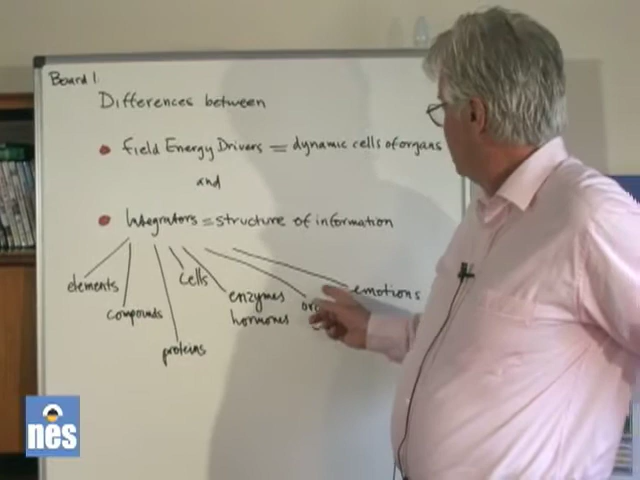 Board 1
Differences between
Field Energy Drivers = dynamic cells of organs
and
Integrators = structure of information
elements
compounds
proteins
cells
enzymes
hormones
emotions
nes